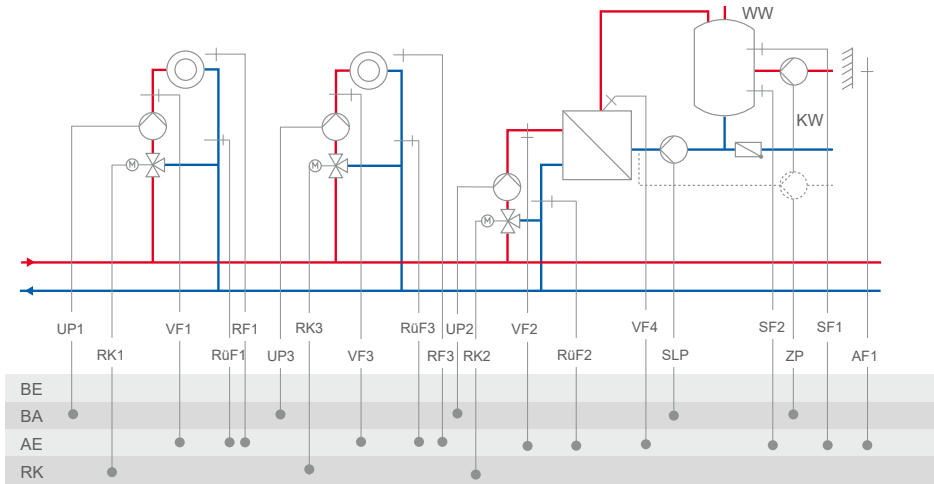 WW
KW
M
M
M
UP1 VF1 RF1 RK3 RüF3 UP2 VF2 VF4 SF2 SF1
RK1 RüF1 UP3 VF3 RF3 RK2 RüF2 SLP ZP AF1
BE
BA
AE
RK